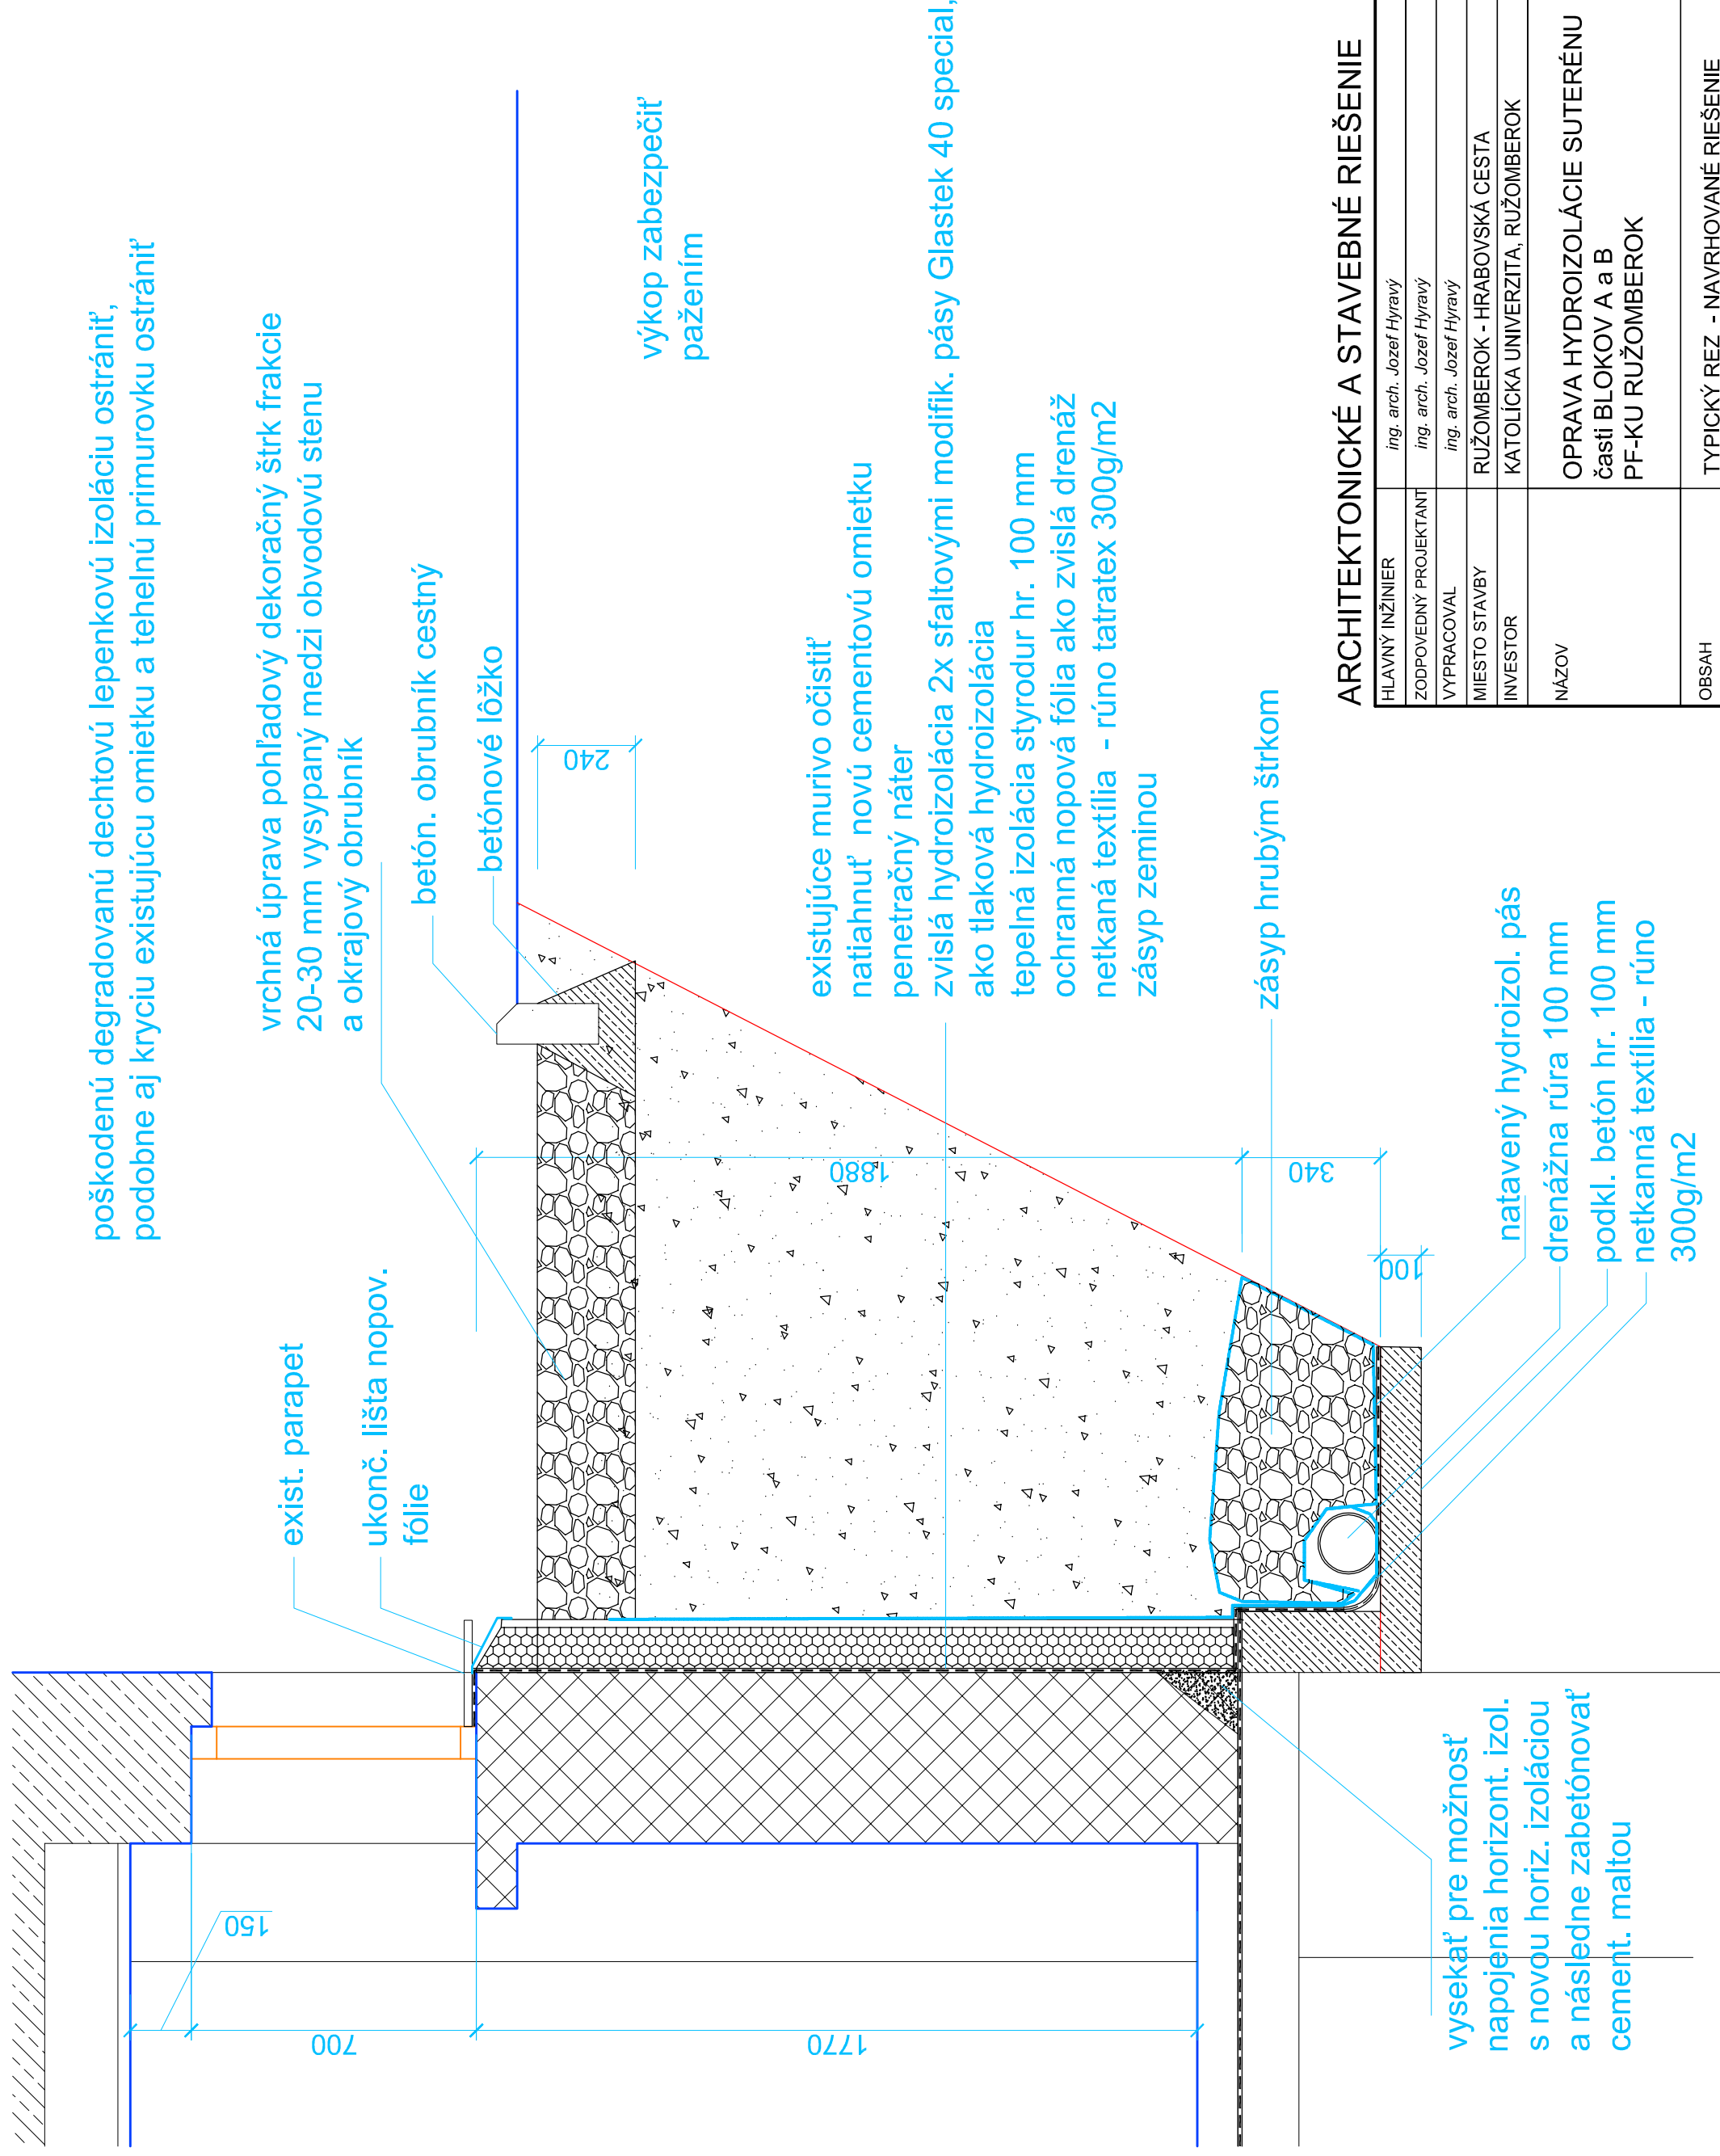 poškodenú degradovanú dechtovú lepenkovú izoláciu ostrániť,
podobne aj kryciu existujúcu omietku a tehelnú primurovku ostrániť
vrchná úprava pohľadový dekoračný štrk frakcie
20-30 mm vysypaný medzi obvodovú stenu
a okrajový obrubník
exist. parapet
ukonč. lišta nopov.
fólie
betón. obrubník cestný
betónové lôžko
výkop zabezpečiť
pažením
240
150
700
1770
1880
340
100
existujúce murivo očistiť
natiahnuť novú cementovú omietku
penetračný náter
zvislá hydroizolácia 2x sfaltovými modifik. pásy Glastek 40 special,
ako tlaková hydroizolácia
tepelná izolácia styrodur hr. 100 mm
ochranná nopová fólia ako zvislá drenáž
netkaná textília - rúno tatratex 300g/m2
zásyp zeminou
zásyp hrubým štrkom
natavený hydroizol. pás
drenážna rúra 100 mm
podkl. betón hr. 100 mm
netkanná textília - rúno
300g/m2
vysekať pre možnosť
napojenia horizont. izol.
s novou horiz. izoláciou
a následne zabetónovať
cement. maltou
ARCHITEKTONICKÉ A STAVEBNÉ RIEŠENIE
HLAVNÝ INŽINIER ing. arch. Jozef Hyravý
ZODPOVEDNÝ PROJEKTANT ing. arch. Jozef Hyravý
VYPRACOVAL ing. arch. Jozef Hyravý
MIESTO STAVBY RUŽOMBEROK - HRABOVSKÁ CESTA
INVESTOR KATOLÍCKA UNIVERZITA, RUŽOMBEROK
NÁZOV OPRAVA HYDROIZOLÁCIE SUTERÉNU
časti BLOKOV A a B
PF-KU RUŽOMBEROK
OBSAH TYPICKÝ REZ - NAVRHOVANÉ RIEŠENIE